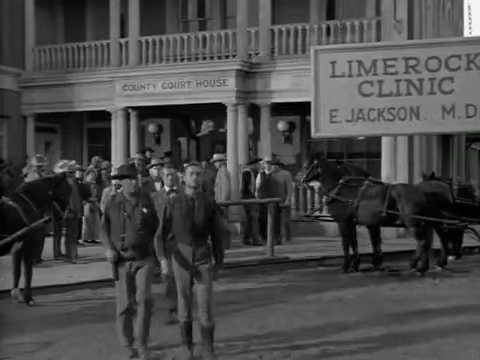 COUNTY COURT HOUSE
LIMEROCK
CLINIC
E. JACKSON. M.D